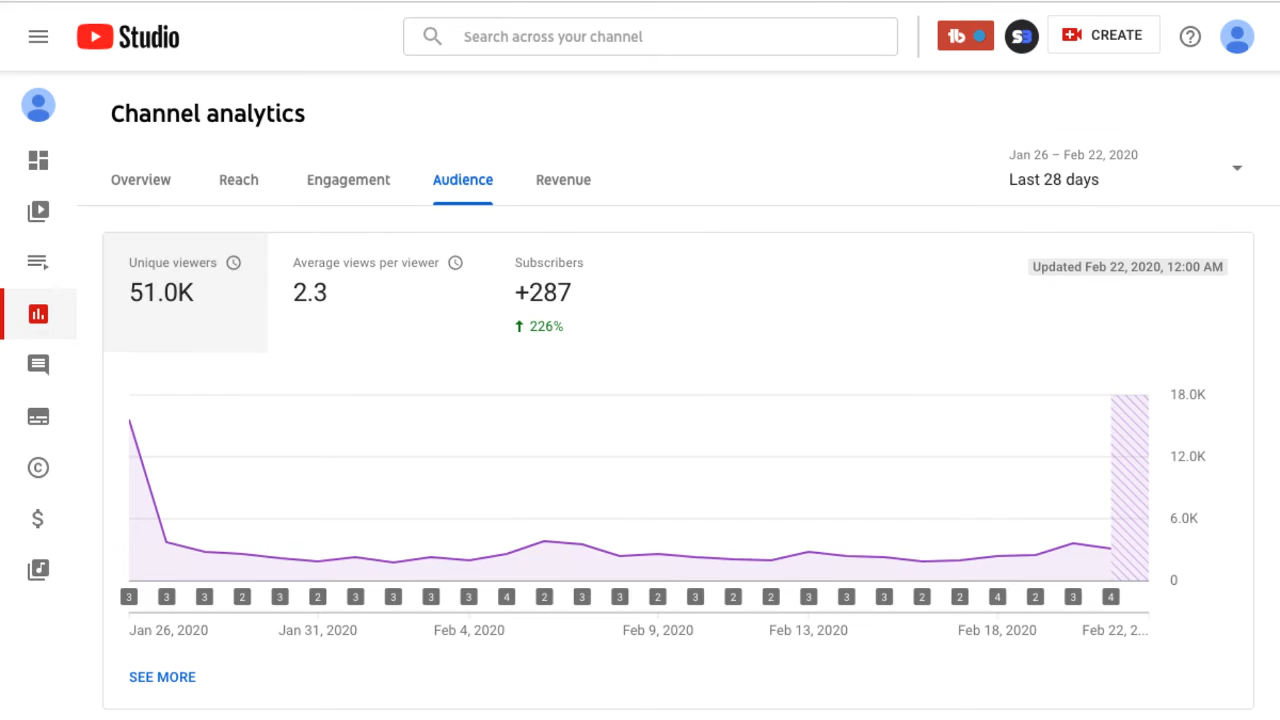 Studio
Search across your channel
CREATE
Channel analytics
Jan 26 – Feb 22, 2020
Last 28 days
Overview Reach Engagement Audience Revenue
Unique viewers
51.0K
Average views per viewer
2.3
Subscribers
+287
226%
Updated Feb 22, 2020, 12:00 AM
18.0K
12.0K
6.0K
0
3 3 3 2 3 2 3 3 3 3 4 2 3 3 2 3 2 2 3 3 3 2 2 4 2 3 4
Jan 26, 2020 Jan 31, 2020 Feb 4, 2020 Feb 9, 2020 Feb 13, 2020 Feb 18, 2020 Feb 22, 2...
SEE MORE